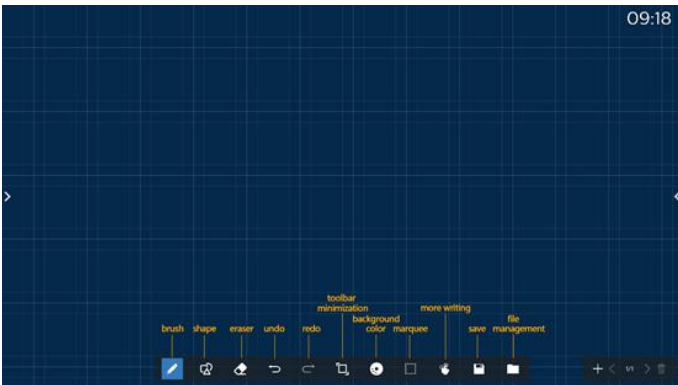 09:18
toolbar
minimization
more writing
background
file
brush shape eraser undo redo color marquee save management
1/1